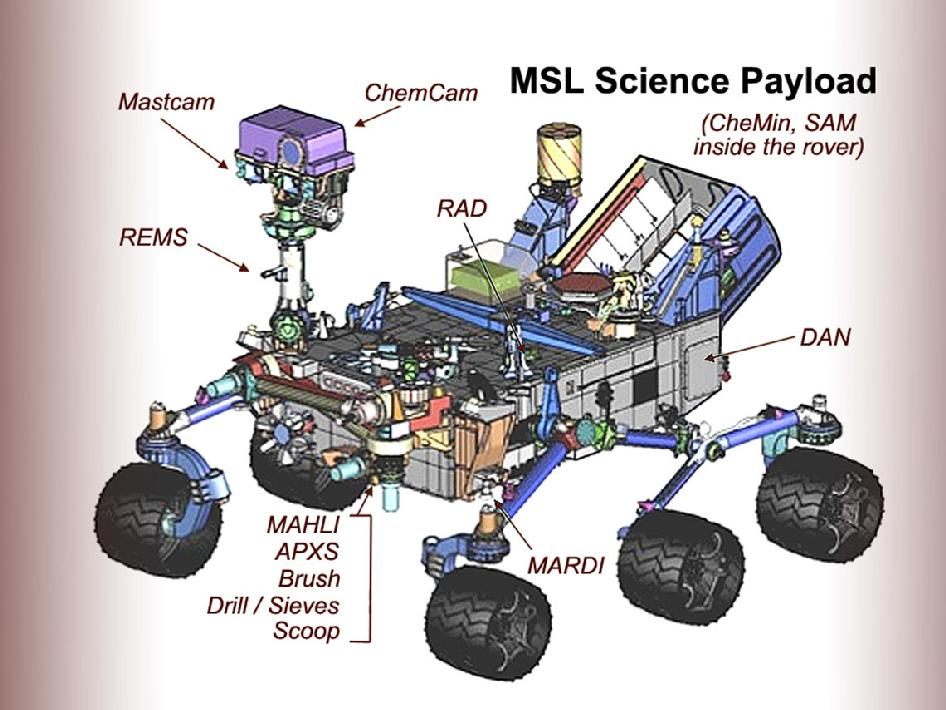 MSL Science Payload
(CheMin, SAM
inside the rover)
Mastcam
ChemCam
RAD
REMS
DAN
MAHLI
APXS
Brush
Drill / Sieves
Scoop
MARDI